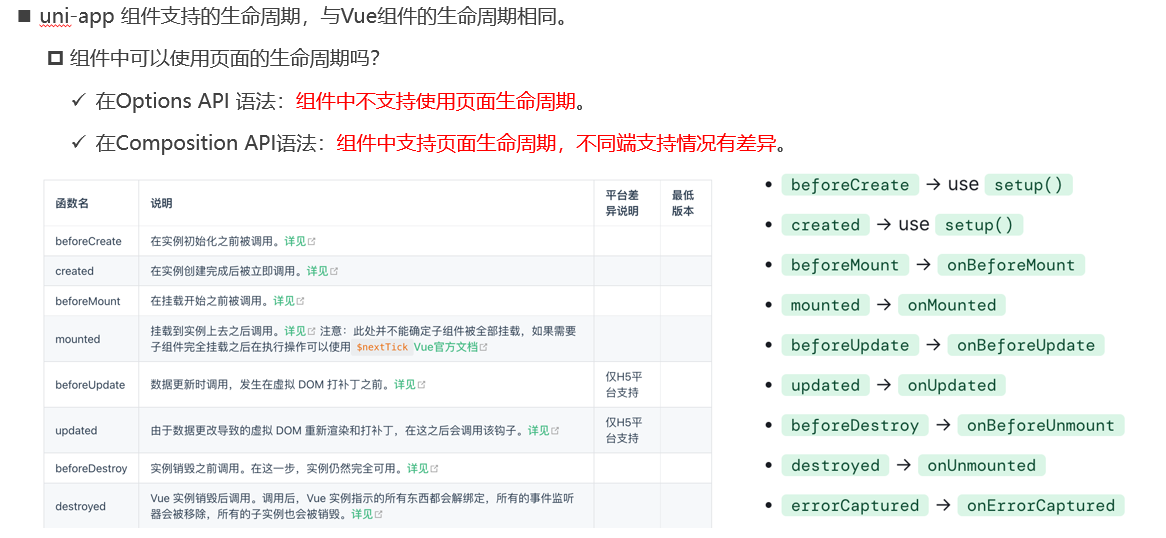 uni-app 组件支持的生命周期，与Vue组件的生命周期相同。
组件中可以使用页面的生命周期吗？
✓ 在Options API 语法：组件中不支持使用页面生命周期。
✓ 在Composition API语法：组件中支持页面生命周期，不同端支持情况有差异。
函数名 说明 平台差异说明 最低版本
beforeCreate 在实例初始化之前被调用。详见
created 在实例创建完成后被立即调用。详见
beforeMount 在挂载开始之前被调用。详见
mounted 挂载到实例上去之后调用。详见 注意：此处并不能确定子组件被全部挂载，如果需要
子组件完全挂载之后在执行操作可以使用 $nextTick Vue官方文档
beforeUpdate 数据更新时调用，发生在虚拟 DOM 打补丁之前。详见 仅H5平台支持
updated 由于数据更改导致的虚拟 DOM 重新渲染和打补丁，在这之后会调用该钩子。详见 仅H5平台支持
beforeDestroy 实例销毁之前调用。在这一步，实例仍然完全可用。详见
destroyed Vue 实例销毁后调用。调用后，Vue 实例指示的所有东西都会解绑定，所有的事件监听
器会被移除，所有的子实例也会被销毁。详见
• beforeCreate → use setup()
• created → use setup()
• beforeMount → onBeforeMount
• mounted → onMounted
• beforeUpdate → onBeforeUpdate
• updated → onUpdated
• beforeDestroy → onBeforeUnmount
• destroyed → onUnmounted
• errorCaptured → onErrorCaptured